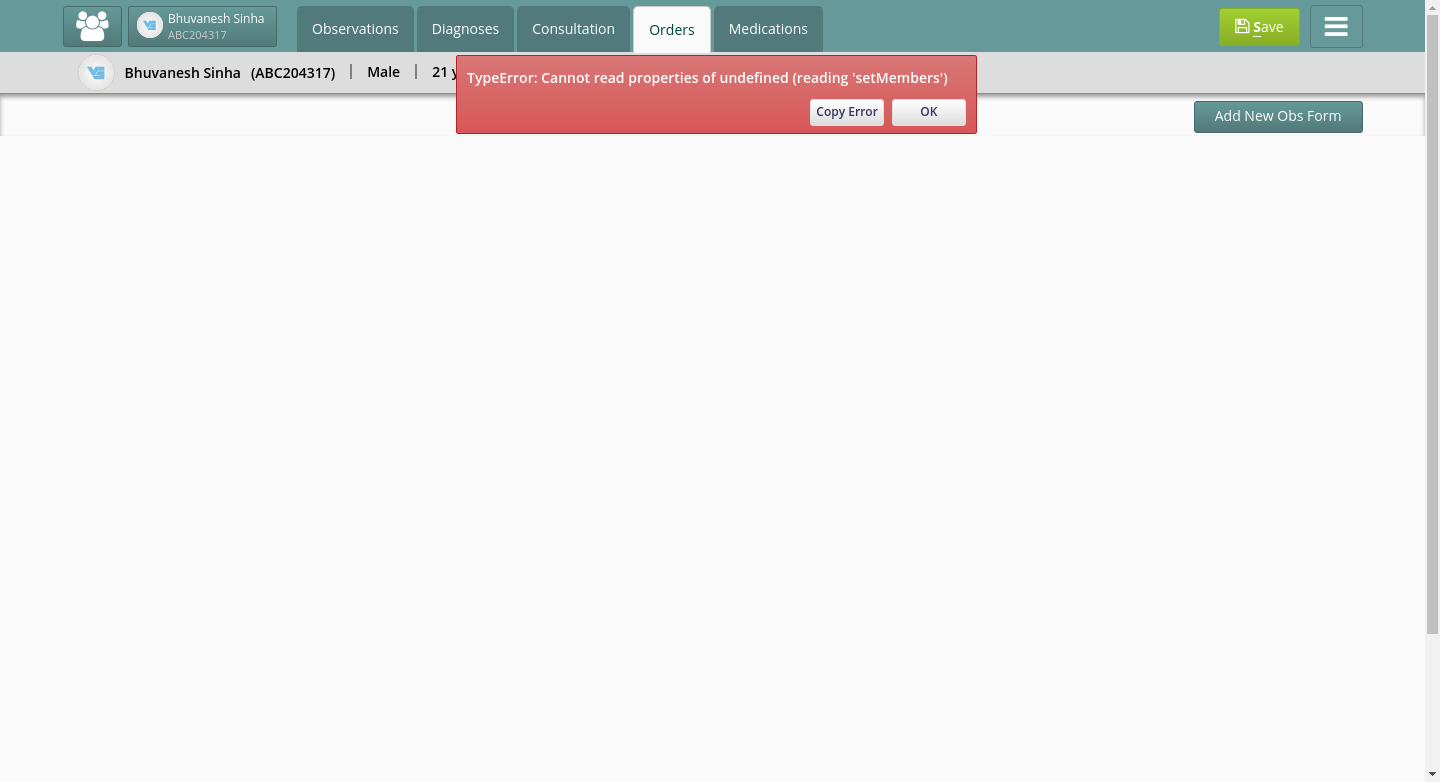 Bhuvanesh Sinha
ABC204317
Observations
Diagnoses
Consultation
Orders
Medications
Save
Bhuvanesh Sinha (ABC204317) | Male | 21 y
TypeError: Cannot read properties of undefined (reading 'setMembers')
Copy Error
OK
Add New Obs Form